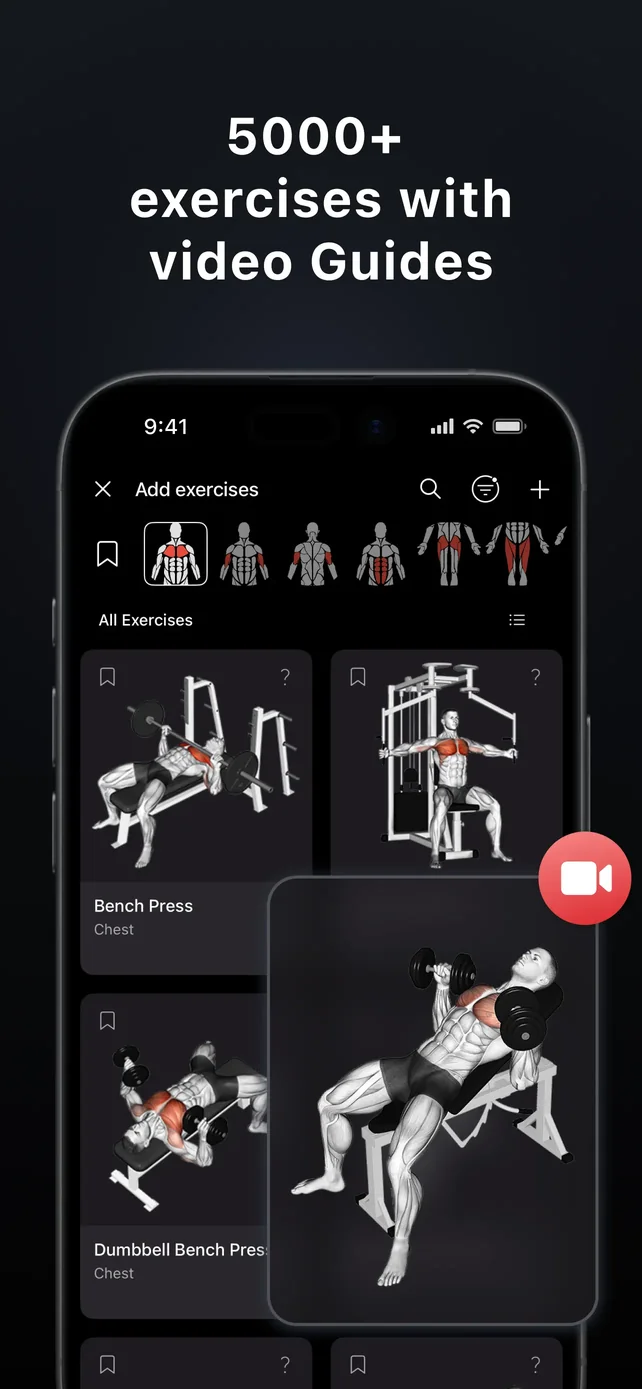 5000+
exercises with
video Guides
9:41
Add exercises
All Exercises
?
?
Bench Press
Chest
Dumbbell Bench Press
Chest
?
?